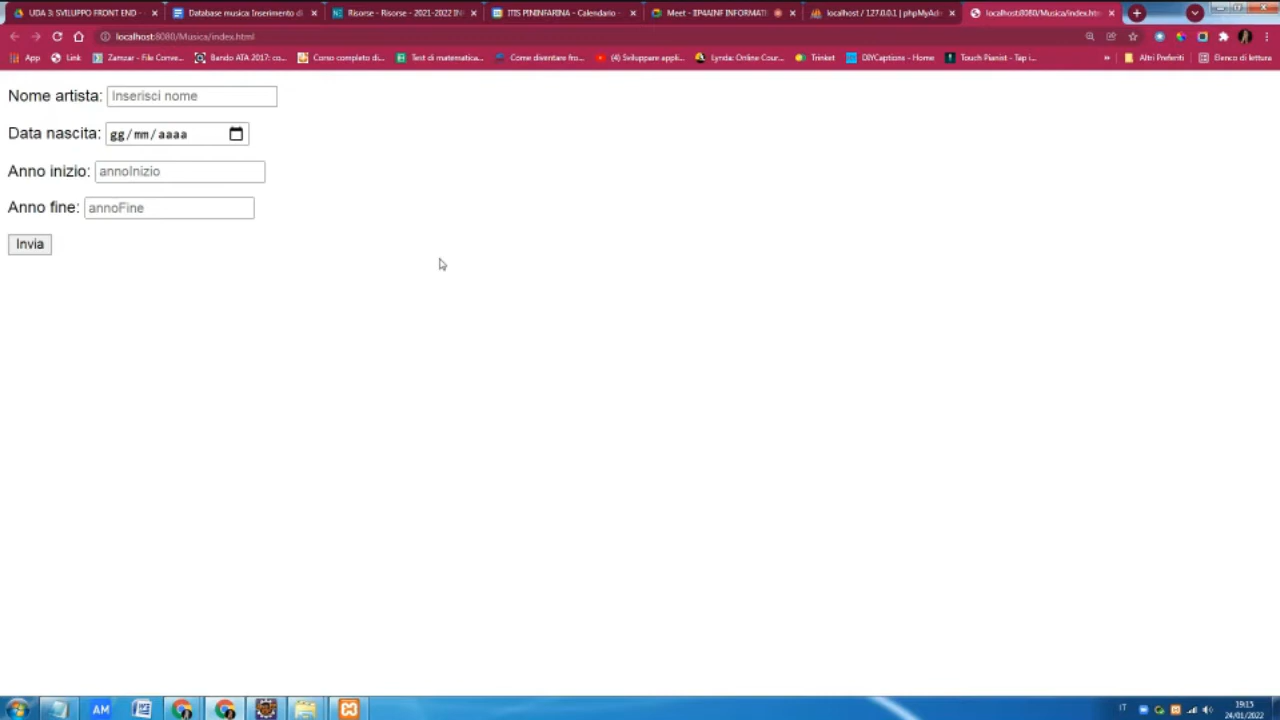 UDA 3: SVILUPPO FRONT END -
Database musica: Inserimento di
Risorse - Risorse - 2021-2022 IN
ITIS PININFARINA - Calendario -
Meet - IIPAAINF INFORMATI
localhost / 127.0.0.1 | phpMyAd
localhost:8080/Musica/index.htm
localhost:8080/Musica/index.html
App
Link
Zamzar - File Conve...
Bando ATA 2017: co...
Corso completo di...
Test di matematica...
Come diventare fro...
(4) Sviluppare appli...
Lynda: Online Cour...
Trinket
DIYCaptions - Home
Touch Pianist - Tap i...
»
Altri Preferiti
Elenco di lettura
Nome artista: Inserisci nome
Data nascita: gg/mm/aaaa
Anno inizio: annoInizio
Anno fine: annoFine
Invia
AM
IT
19:15
24/01/2022